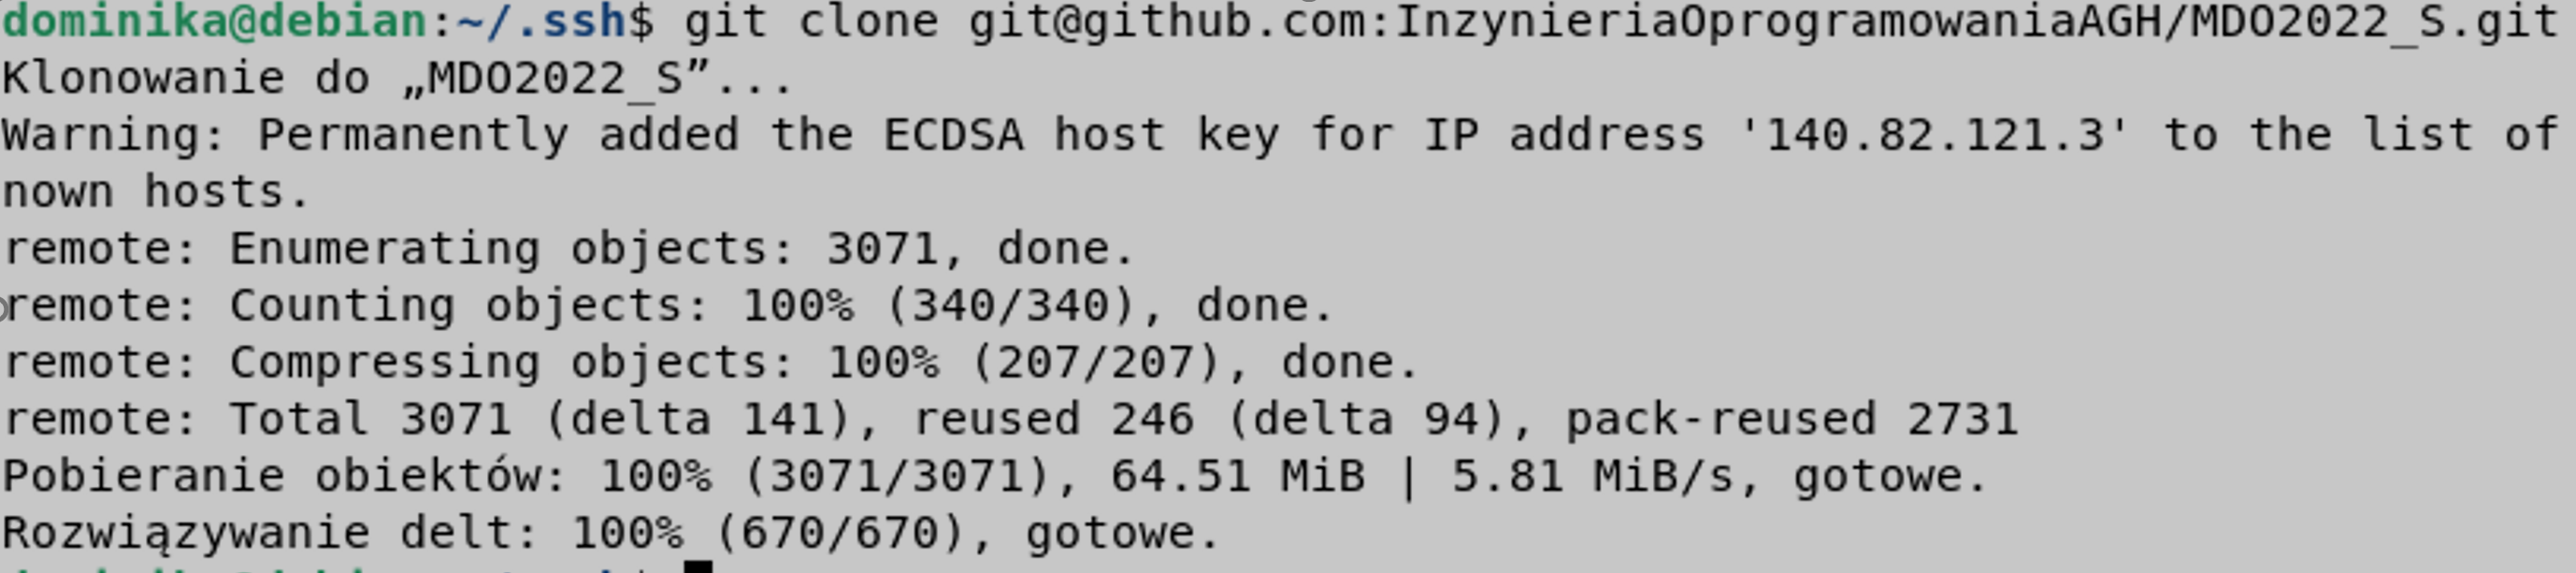 dominika@debian:~/.ssh$ git clone git@github.com:InzynieriaOprogramowaniaAGH/MDO2022_S.git
Klonowanie do „MDO2022_S”...
Warning: Permanently added the ECDSA host key for IP address '140.82.121.3' to the list of
nown hosts.
remote: Enumerating objects: 3071, done.
remote: Counting objects: 100% (340/340), done.
remote: Compressing objects: 100% (207/207), done.
remote: Total 3071 (delta 141), reused 246 (delta 94), pack-reused 2731
Pobieranie obiektów: 100% (3071/3071), 64.51 MiB | 5.81 MiB/s, gotowe.
Rozwiązywanie delt: 100% (670/670), gotowe.